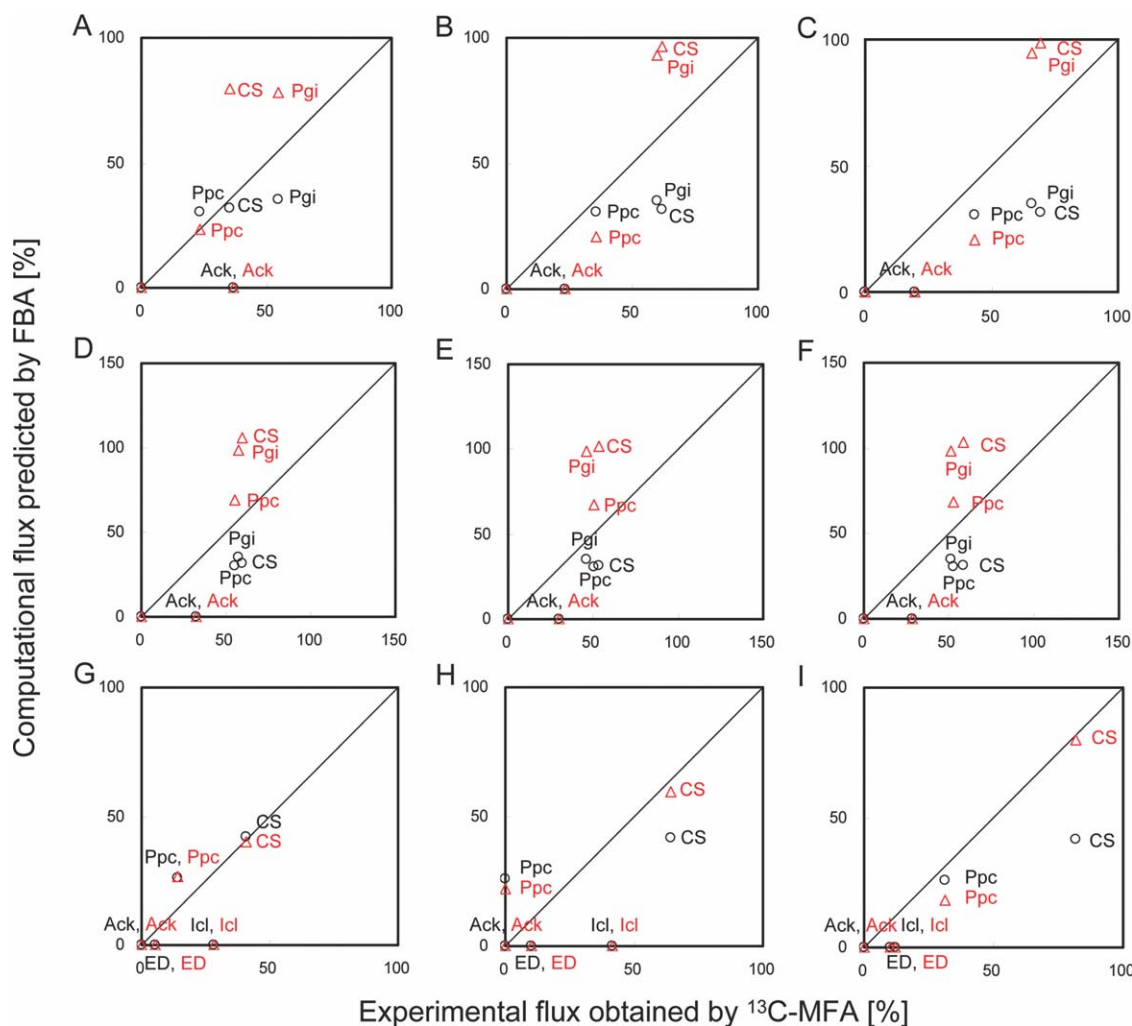 A
100
CS
Pgi
50
Ppc
CS
Pgi
Ppc
Ack, Ack
0
0
50
100
B
100
CS
Pgi
50
Pgi
Ppc
CS
Ppc
Ack, Ack
0
0
50
100
C
100
CS
Pgi
50
Pgi
Ppc
CS
Ppc
Ack, Ack
0
0
50
100
D
150
CS
100
Pgi
Ppc
50
Pgi
CS
Ppc
Ack, Ack
0
0
50
100
150
E
150
CS
100
Pgi
Ppc
50
Pgi
CS
Ppc
Ack, Ack
0
0
50
100
150
F
150
CS
100
Pgi
Ppc
50
Pgi
CS
Ppc
Ack, Ack
0
0
50
100
150
G
100
50
CS
CS
Ppc, Ppc
Ack, Ack Icl, Icl
0
0
ED, ED
50
100
H
100
CS
50
CS
Ppc
Ppc
Ack, Ack Icl, Icl
0
0
ED, ED
50
100
I
100
CS
50
CS
Ppc
Ppc
Ack, Ack Icl, Icl
0
0
ED, ED
50
100
Computational flux predicted by FBA [%]
Experimental flux obtained by ¹³C-MFA [%]